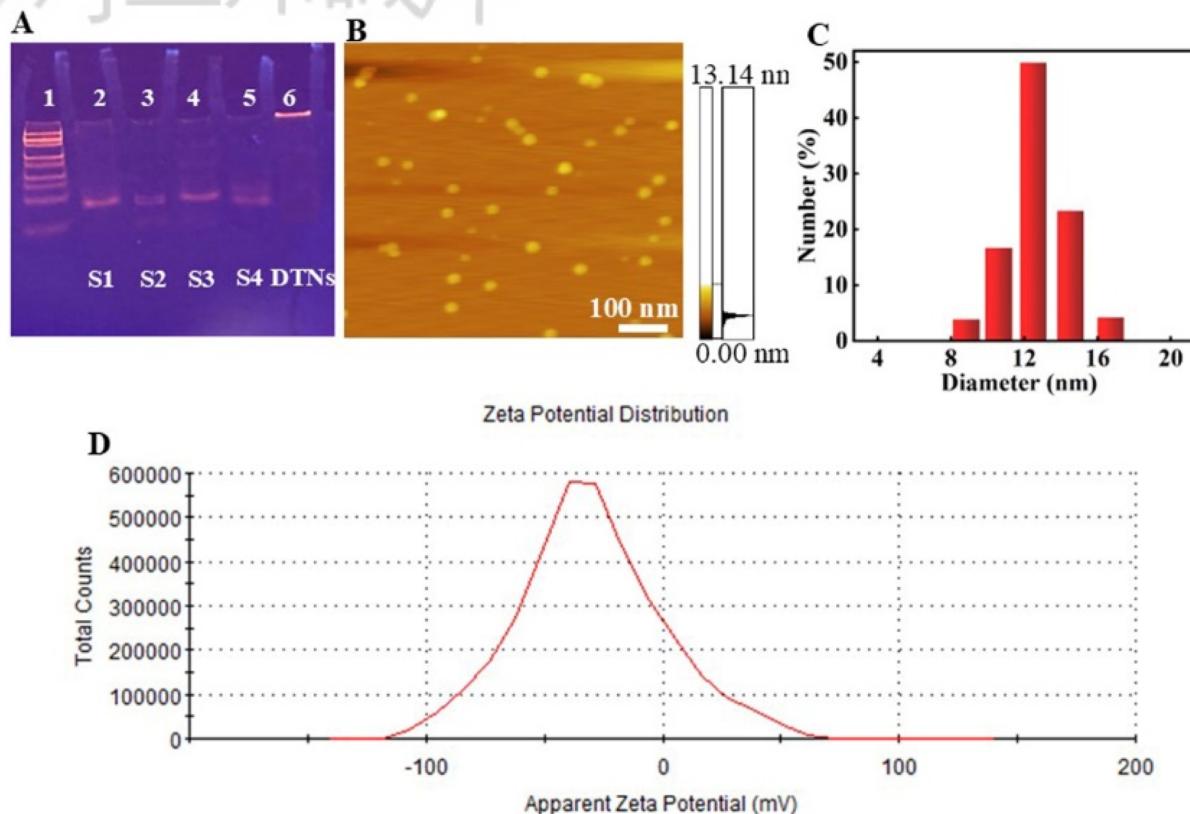 A
1 2 3 4 5 6
S1 S2 S3 S4 DTNs
B
100 nm
13.14 nm
0.00 nm
C
50
40
30
20
10
0
4 8 12 16 20
Number (%)
Diameter (nm)
Zeta Potential Distribution
D
600000
500000
400000
300000
200000
100000
0
-100 0 100 200
Total Counts
Apparent Zeta Potential (mV)